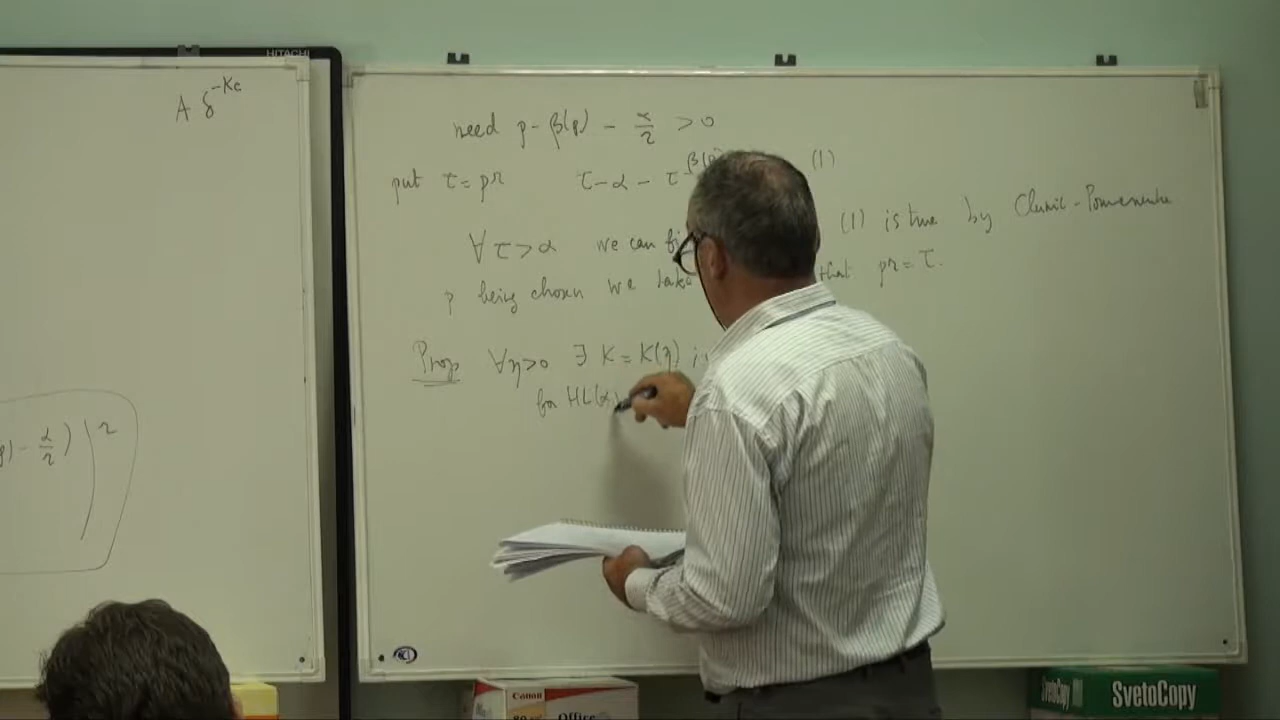 HITACHI
A δ^{-Kc}
) - α/2 )|^2
need p - β(p) - α/2 > 0
put τ = pr τ - α - τ β(p) (1)
∀ τ > α we can fi (1) is true by Clunie - Pommerenke
p being chosen we take that pr = τ.
Prop ∀η>0 ∃ K = K(η)
for HL(α)
Canon
Office
SvetoCopy
SvetoCopy